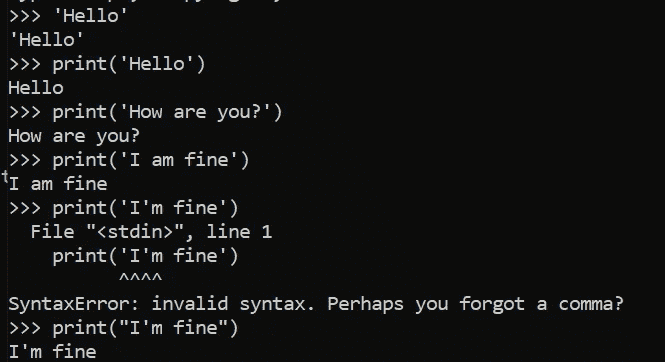 >>> 'Hello'
'Hello'
>>> print('Hello')
Hello
>>> print('How are you?')
How are you?
>>> print('I am fine')
I am fine
>>> print('I'm fine')
  File "<stdin>", line 1
    print('I'm fine')
          ^^^^
SyntaxError: invalid syntax. Perhaps you forgot a comma?
>>> print("I'm fine")
I'm fine